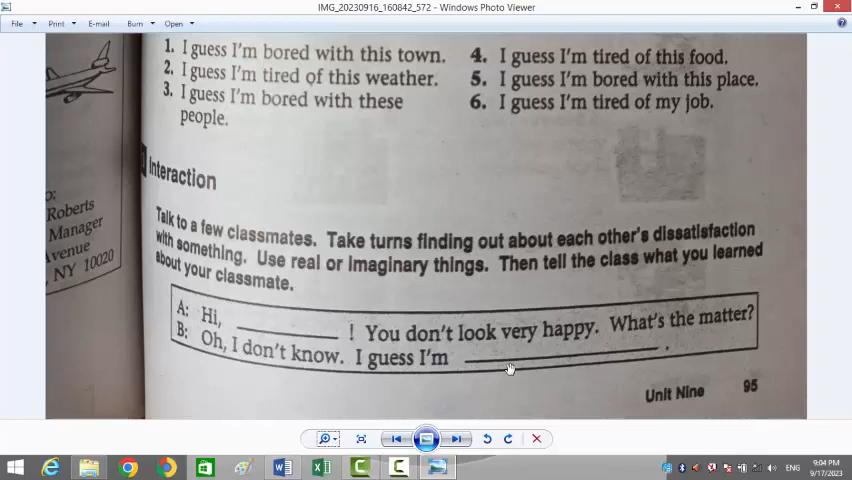 IMG_20230916_160842_572 - Windows Photo Viewer
File Print E-mail Burn Open
1. I guess I'm bored with this town.
2. I guess I'm tired of this weather.
3. I guess I'm bored with these
people.
4. I guess I'm tired of this food.
5. I guess I'm bored with this place.
6. I guess I'm tired of my job.
Roberts
Manager
Avenue
NY 10020
Interaction
Talk to a few classmates. Take turns finding out about each other's dissatisfaction
with something. Use real or imaginary things. Then tell the class what you learned
about your classmate.
A: Hi, __________ ! You don't look very happy. What's the matter?
B: Oh, I don't know. I guess I'm __________ .
Unit Nine 95
ENG
9:04 PM
9/17/2023